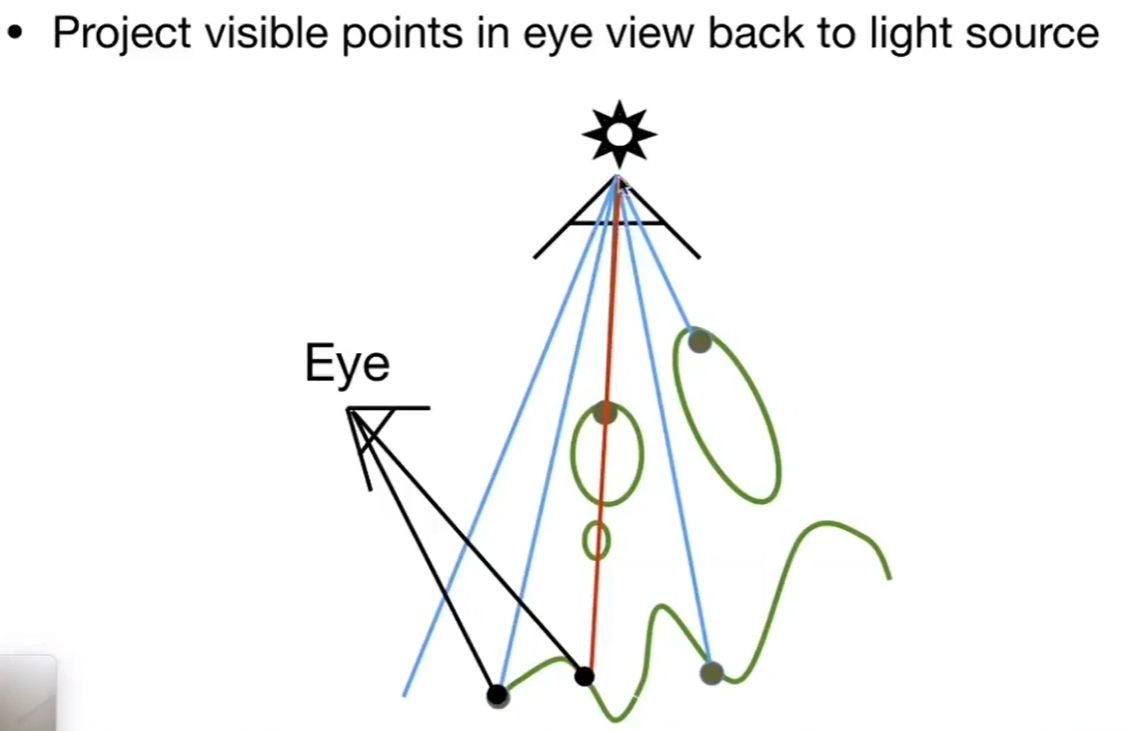 • Project visible points in eye view back to light source
Eye